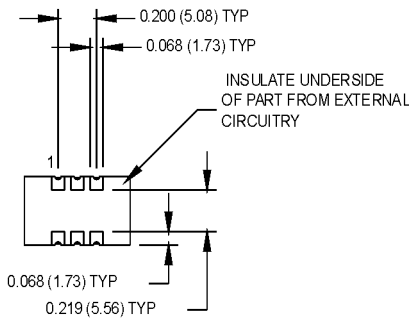 0.200 (5.08) TYP
0.068 (1.73) TYP
INSULATE UNDERSIDE
OF PART FROM EXTERNAL
CIRCUITRY
1
0.068 (1.73) TYP
0.219 (5.56) TYP